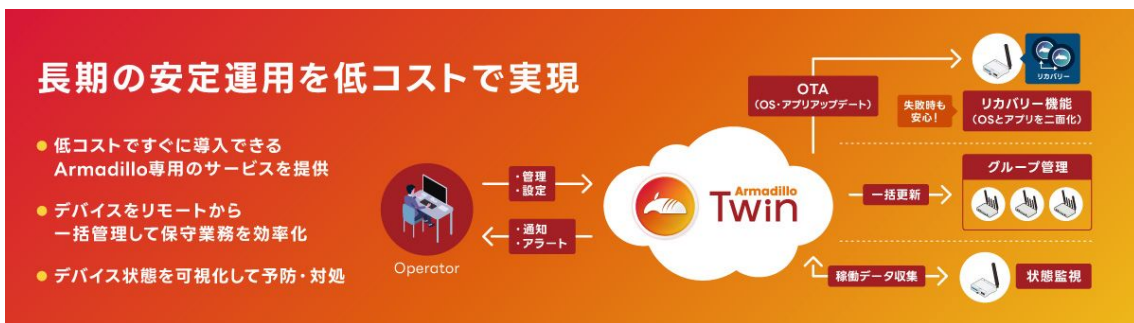 長期の安定運用を低コストで実現
低コストですぐに導入できる
Armadillo専用のサービスを提供
デバイスをリモートから
一括管理して保守業務を効率化
デバイス状態を可視化して予防・対処
Operator
・管理
・設定
・通知
・アラート
Armadillo
Twin
OTA
(OS・アプリアップデート)
リカバリー
失敗時も
安心!
リカバリー機能
(OSとアプリを二面化)
一括更新
グループ管理
稼働データ収集
状態監視